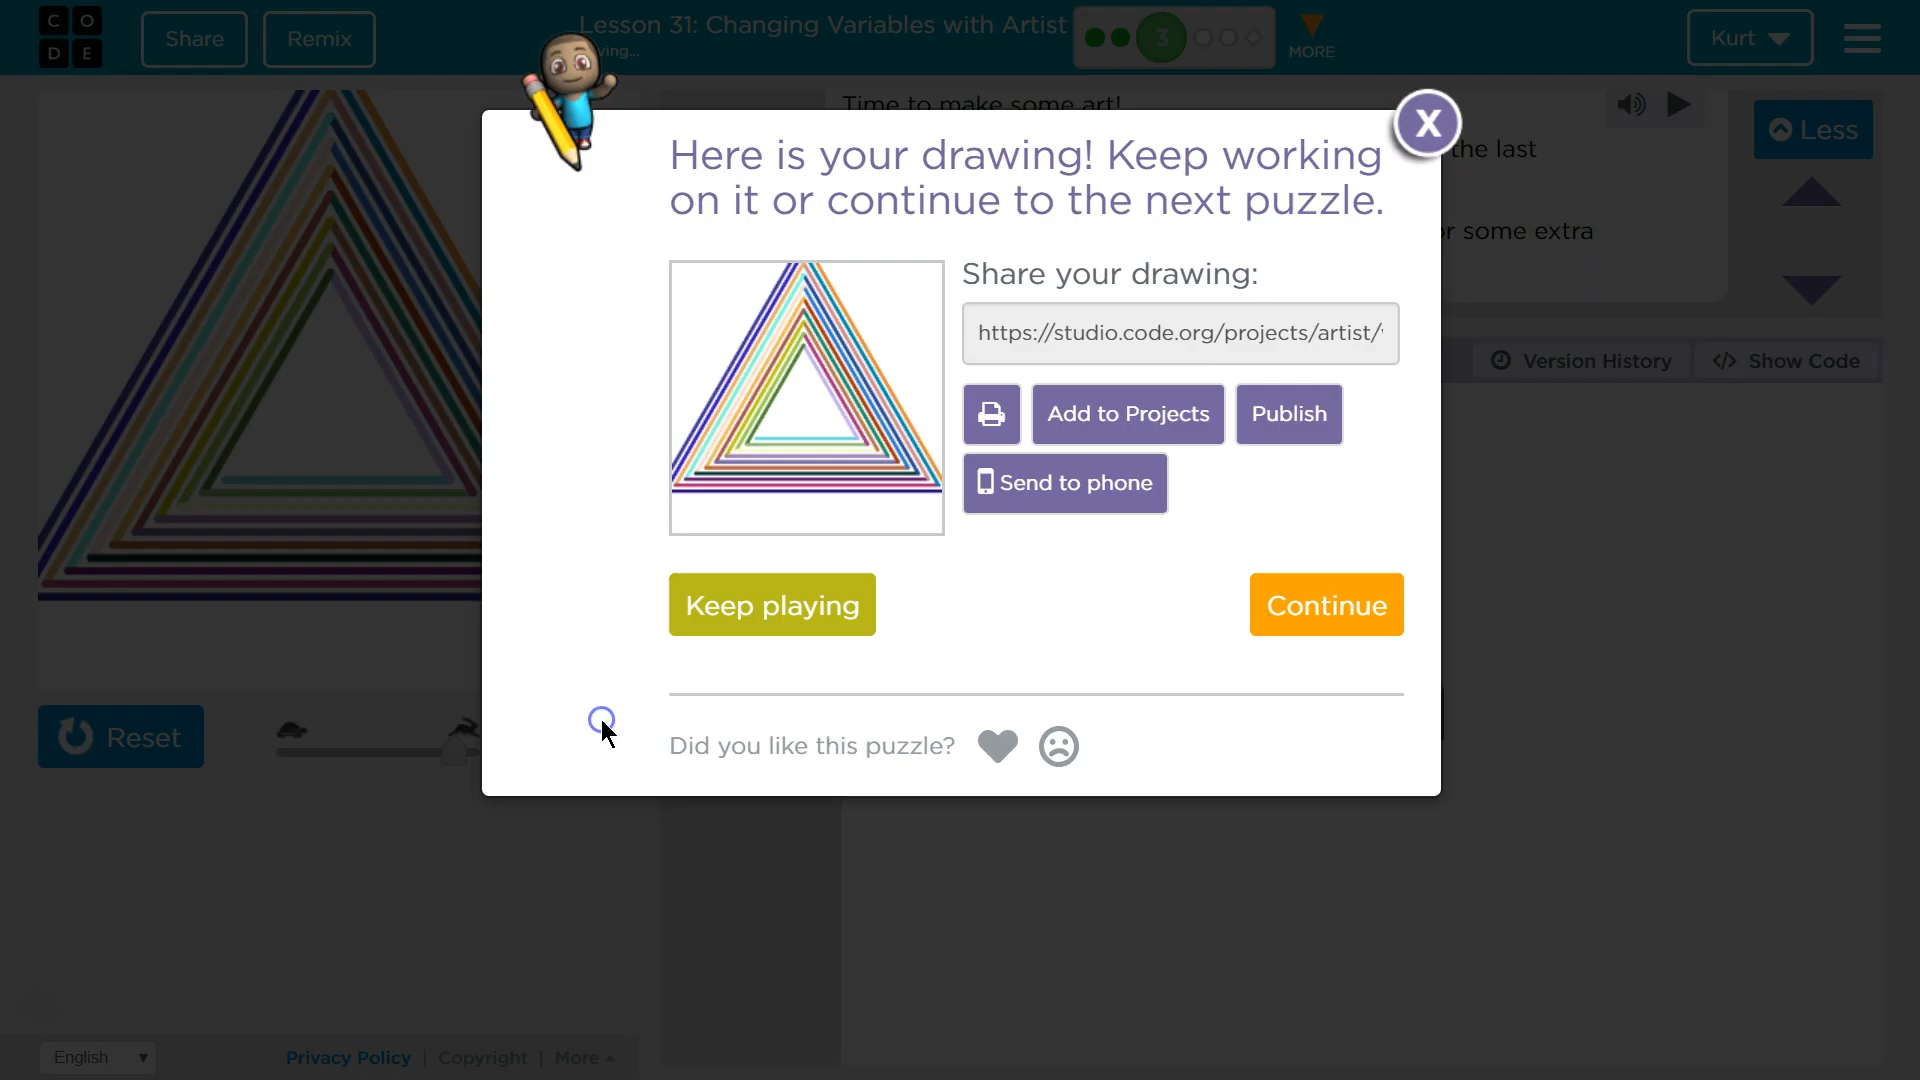 C O
D E
Share
Remix
Lesson 31: Changing Variables with Artist
3
MORE
Kurt
Time to make some art!
Less
the last
some extra
Version History
</> Show Code
X
Here is your drawing! Keep working
on it or continue to the next puzzle.
Share your drawing:
https://studio.code.org/projects/artist/
Add to Projects
Publish
Send to phone
Keep playing
Continue
Did you like this puzzle?
Reset
English
Privacy Policy | Copyright | More